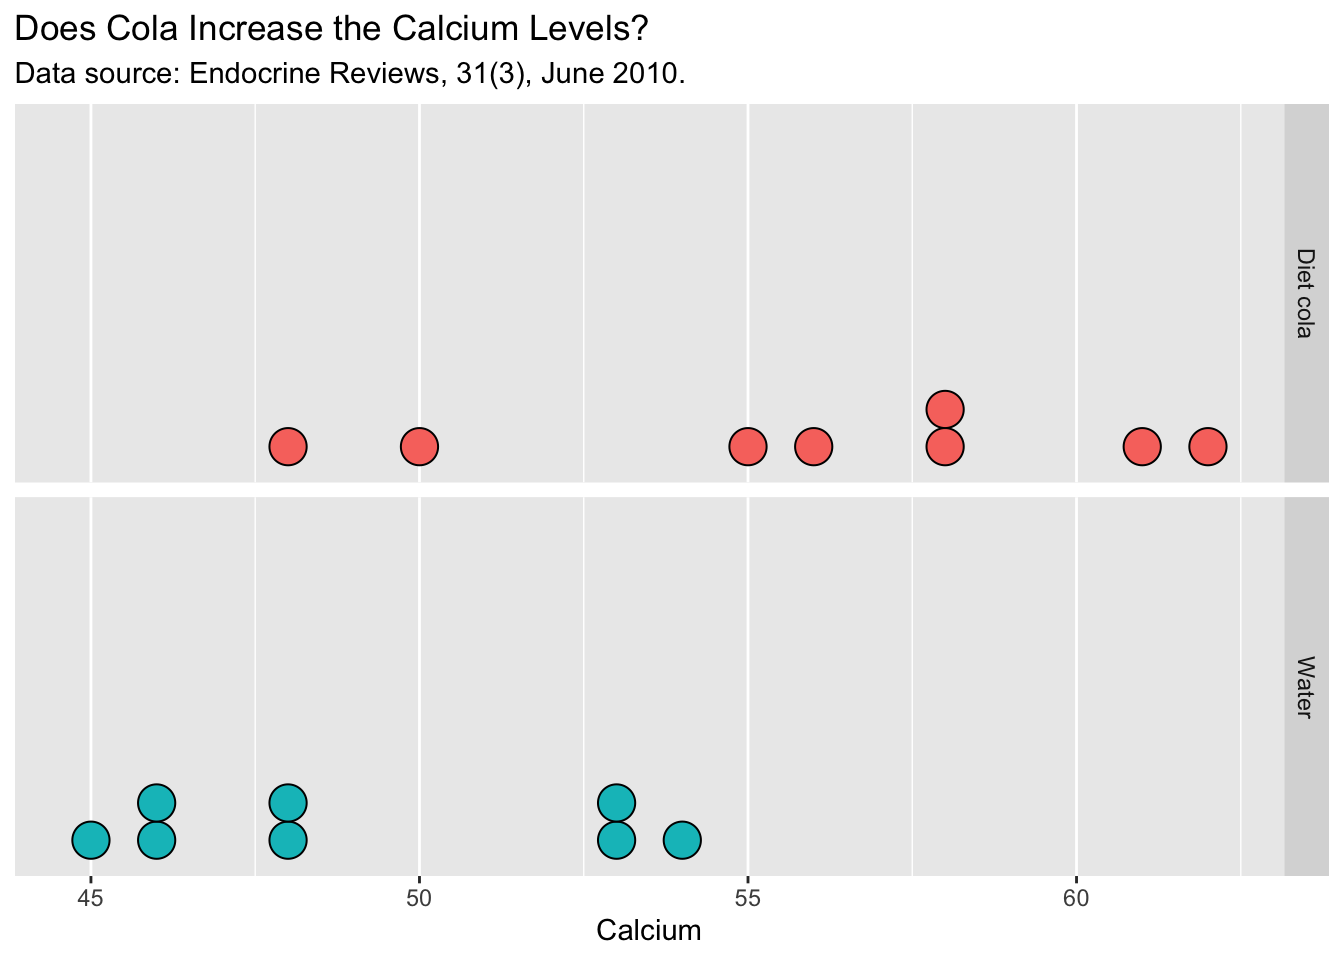 Does Cola Increase the Calcium Levels?
Data source: Endocrine Reviews, 31(3), June 2010.
Diet cola
Water
45 50 55 60
Calcium